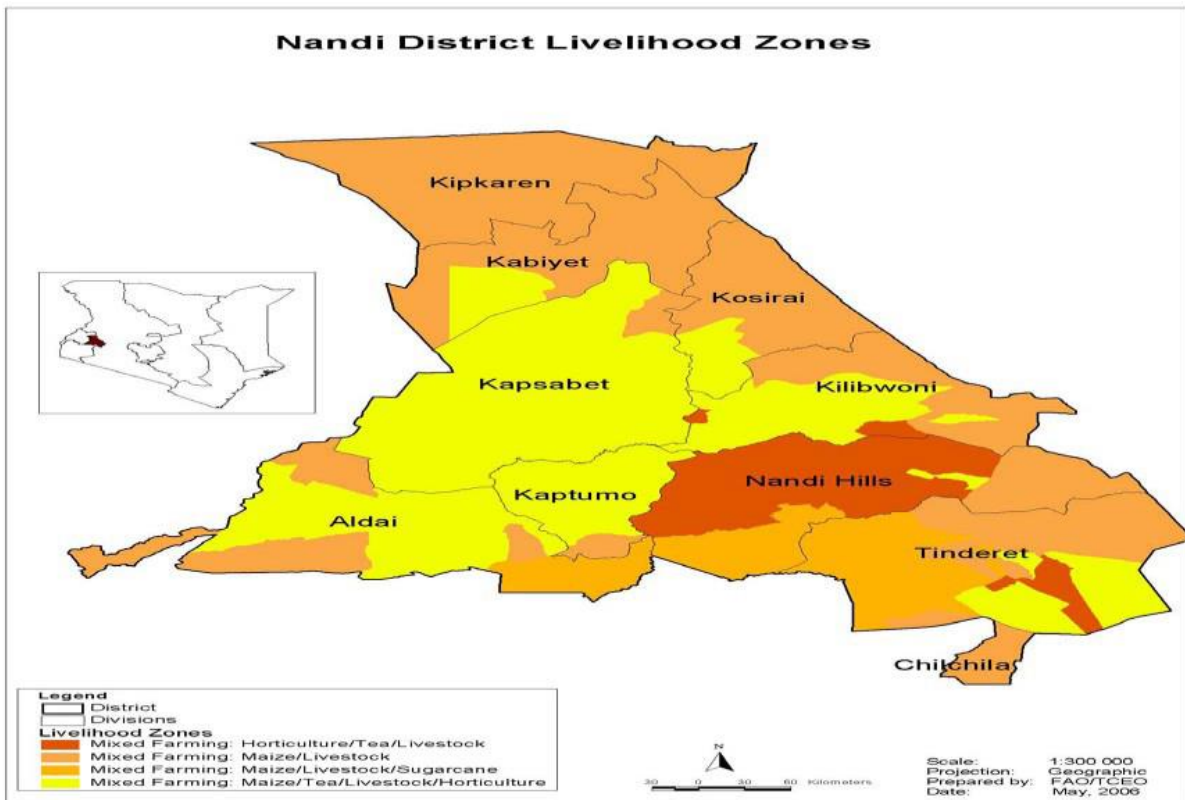 Nandi District Livelihood Zones
Kipkaren
Kabiyet
Kosirai
Kapsabet
Kilibwoni
Kaptumo
Nandi Hills
Aldai
Tinderet
Chilchila
Legend
District
Divisions
Livelihood Zones
Mixed Farming: Horticulture/Tea/Livestock
Mixed Farming: Maize/Livestock
Mixed Farming: Maize/Livestock/Sugarcane
Mixed Farming: Maize/Tea/Livestock/Horticulture
N
30 0 30 60 Kilometers
Scale: 1:300 000
Projection: Geographic
Prepared by: FAO/TCEO
Date: May, 2006